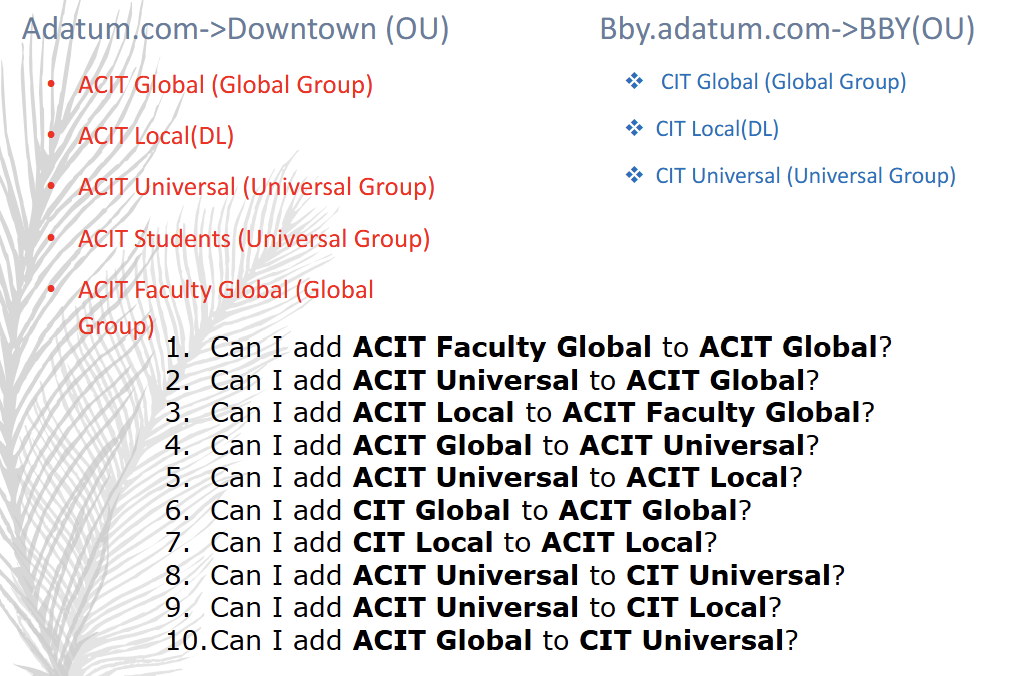 Adatum.com->Downtown (OU)
• ACIT Global (Global Group)
• ACIT Local(DL)
• ACIT Universal (Universal Group)
• ACIT Students (Universal Group)
• ACIT Faculty Global (Global
Group)
Bby.adatum.com->BBY(OU)
❖ CIT Global (Global Group)
❖ CIT Local(DL)
❖ CIT Universal (Universal Group)
1. Can I add ACIT Faculty Global to ACIT Global?
2. Can I add ACIT Universal to ACIT Global?
3. Can I add ACIT Local to ACIT Faculty Global?
4. Can I add ACIT Global to ACIT Universal?
5. Can I add ACIT Universal to ACIT Local?
6. Can I add CIT Global to ACIT Global?
7. Can I add CIT Local to ACIT Local?
8. Can I add ACIT Universal to CIT Universal?
9. Can I add ACIT Universal to CIT Local?
10.Can I add ACIT Global to CIT Universal?